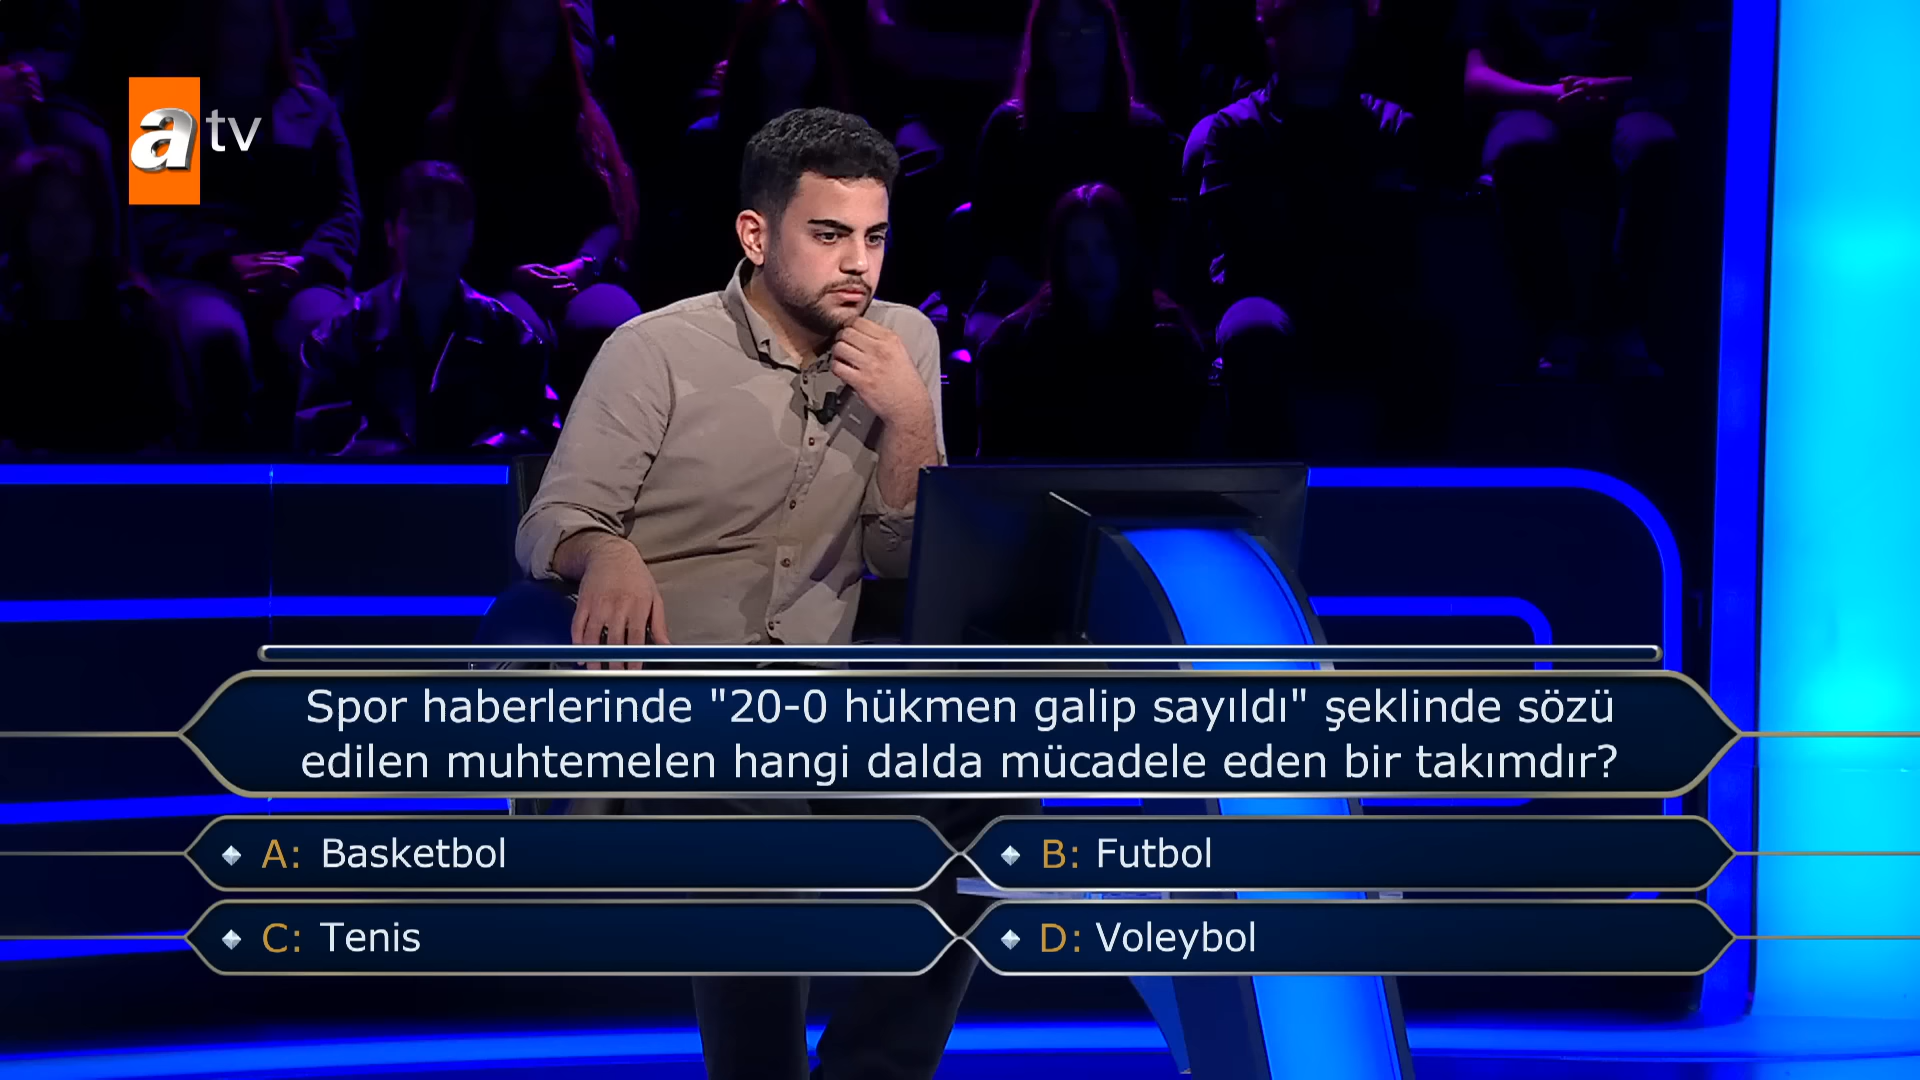 atv
Spor haberlerinde "20-0 hükmen galip sayıldı" şeklinde sözü
edilen muhtemelen hangi dalda mücadele eden bir takımdır?
A: Basketbol
B: Futbol
C: Tenis
D: Voleybol